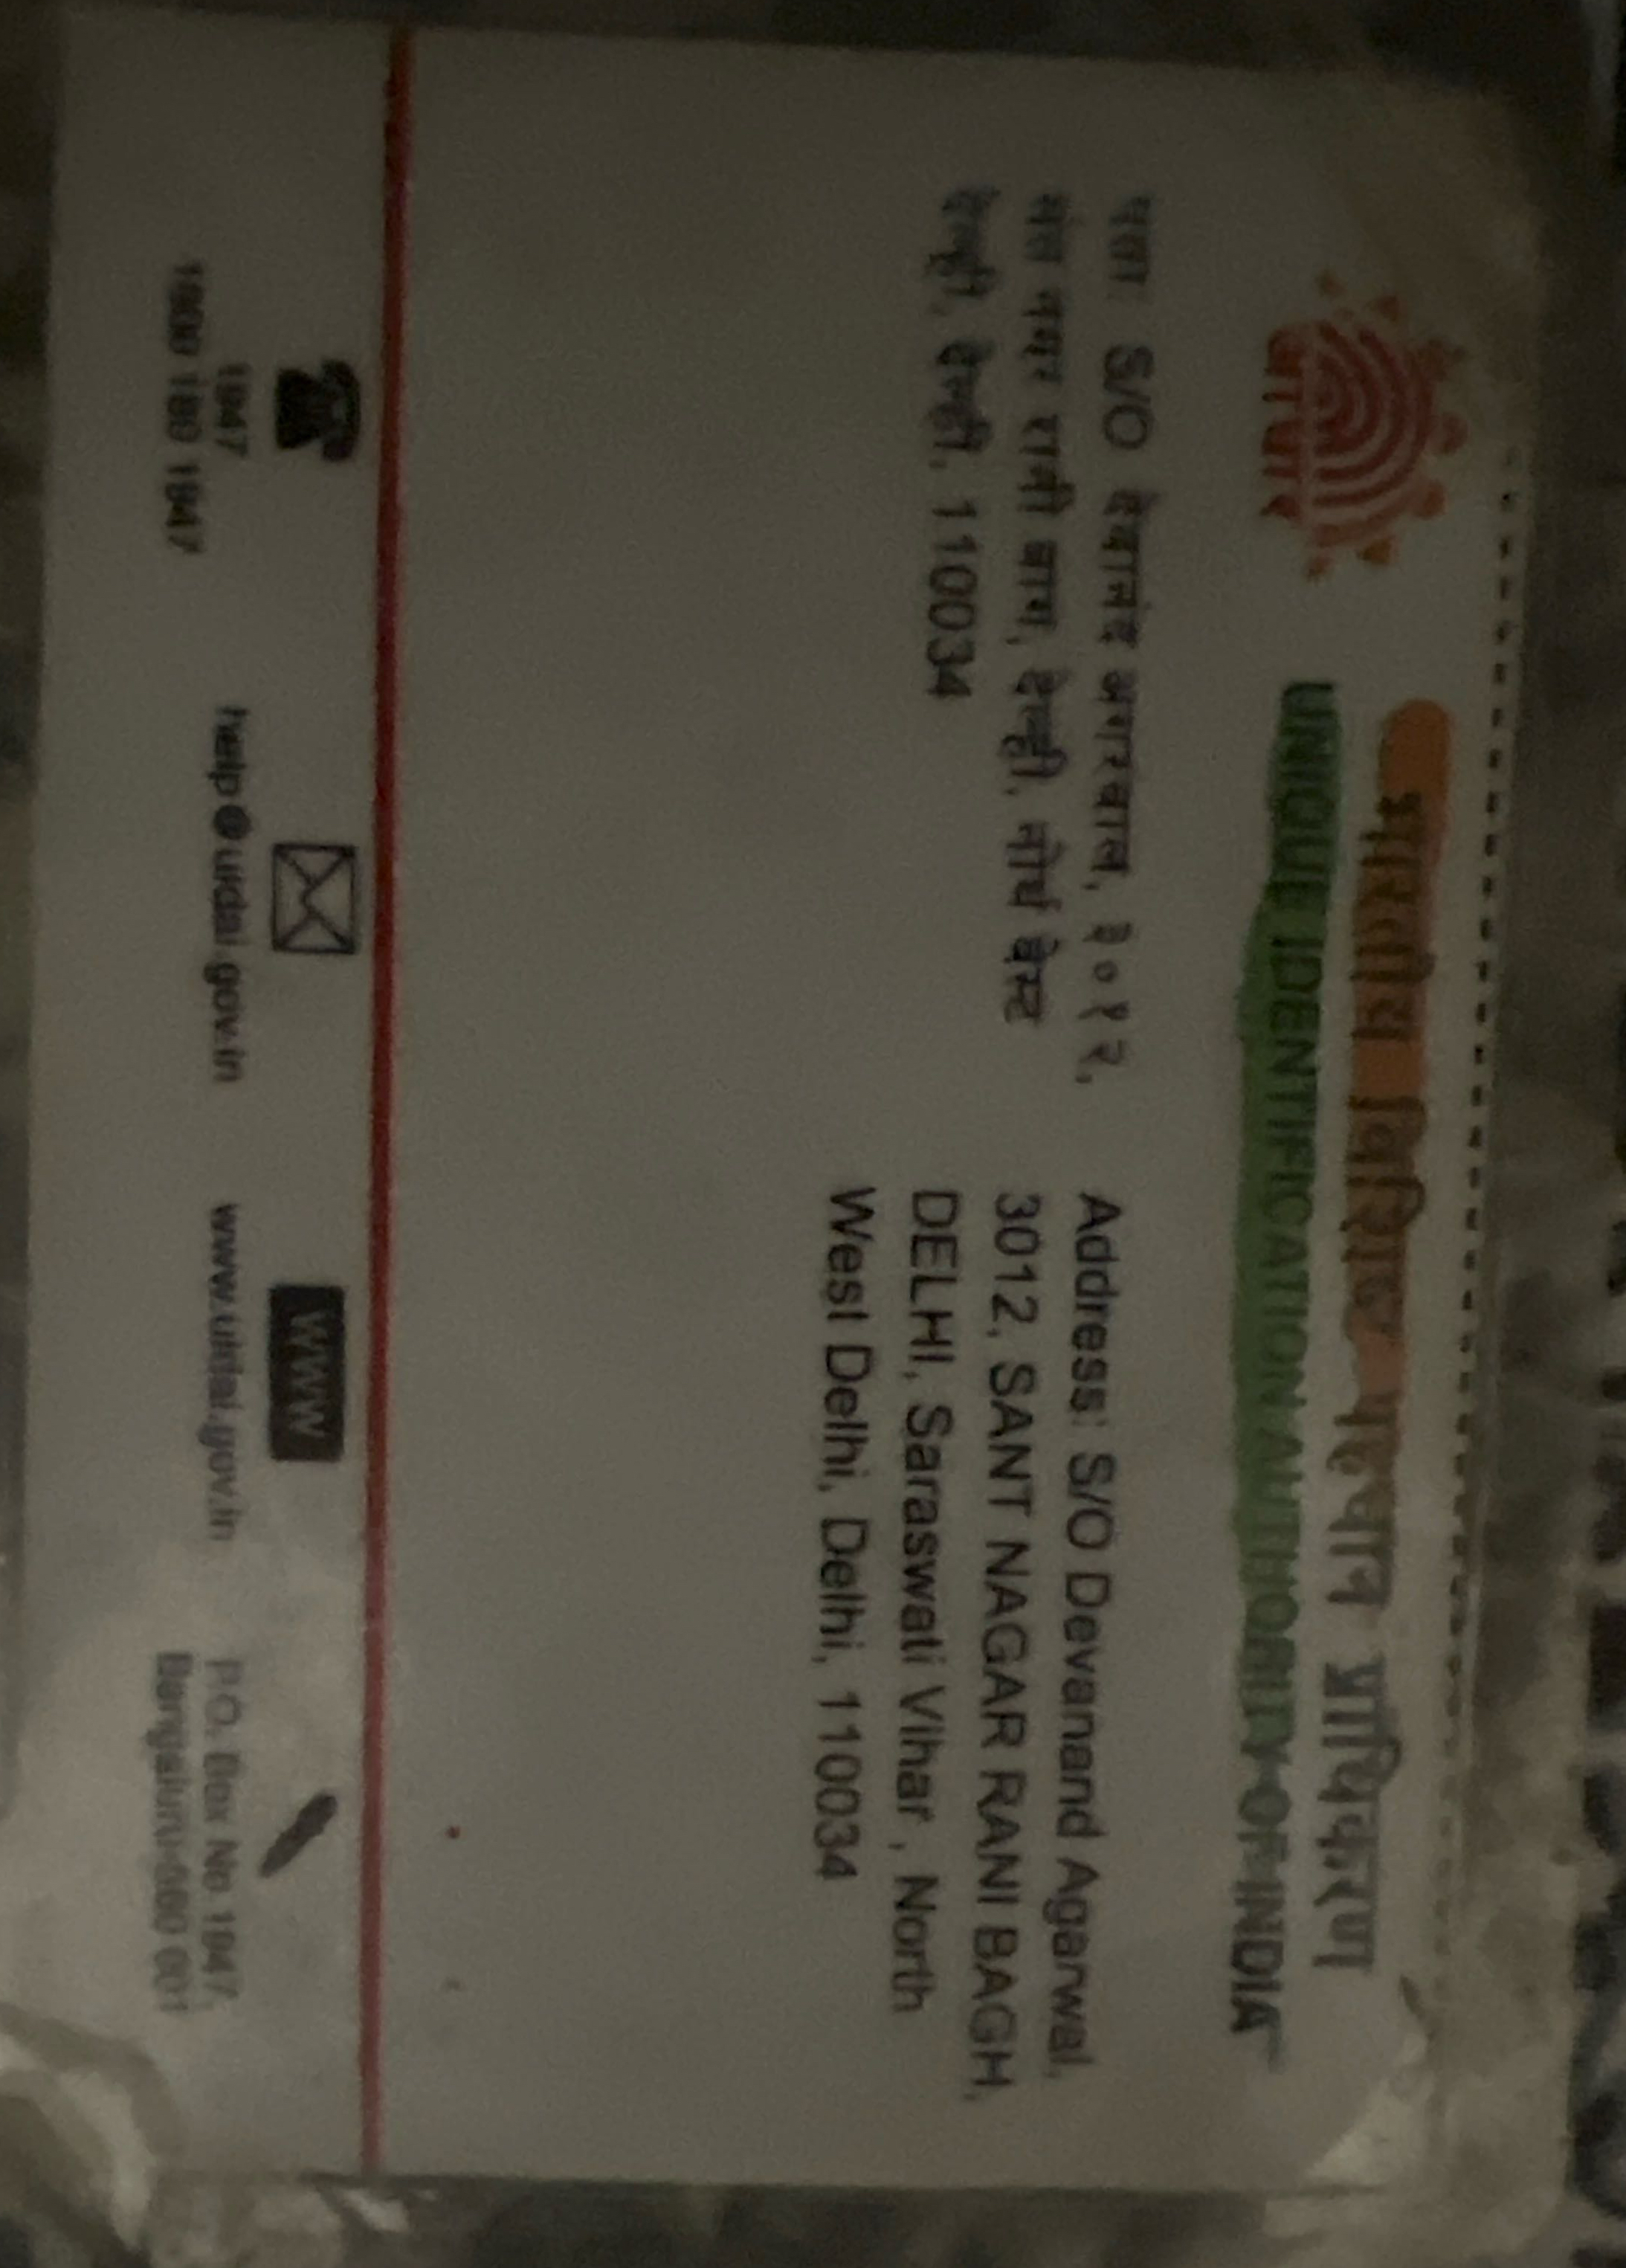 आधार
भारतीय विशिष्ट पहचान प्राधिकरण
UNIQUE IDENTIFICATION AUTHORITY OF INDIA
पता: S/O देवानंद अगरवाल, ३०१२,
संत नगर रानी बाग, देल्ही, नोर्थ वेस्ट
देल्ही, देल्ही, 110034
Address: S/O Devanand Agarwal,
3012, SANT NAGAR RANI BAGH,
DELHI, Saraswati Vihar , North
West Delhi, Delhi, 110034
1947
1800 180 1947
help@uidai.gov.in
WWW
www.uidai.gov.in
P.O. Box No.1947,
Bengaluru-560 001